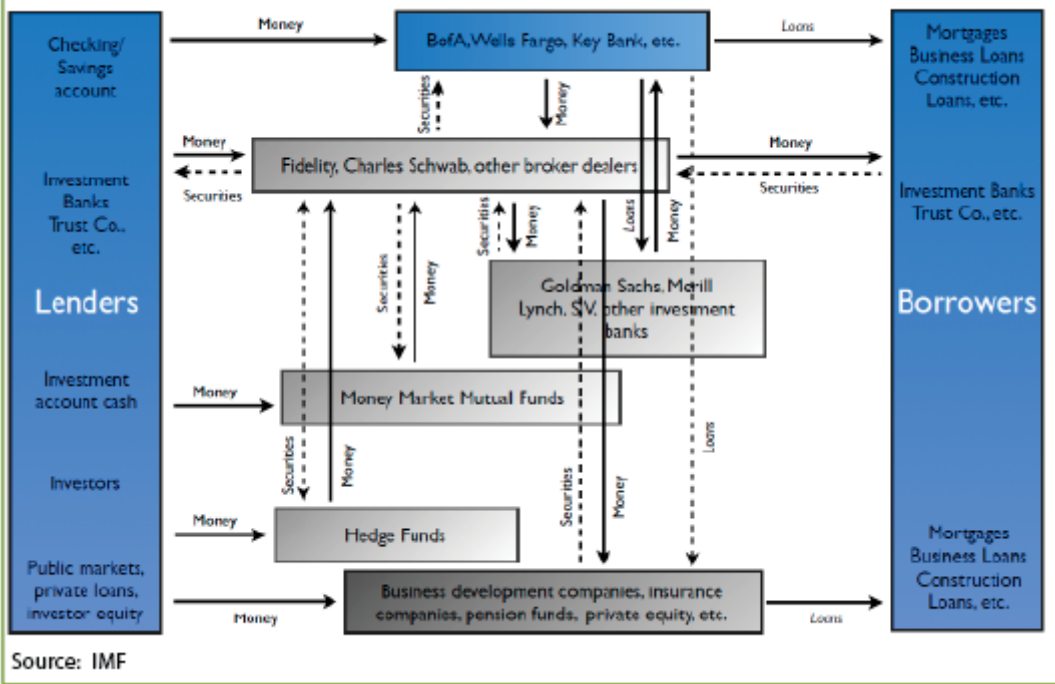 Checking/
Savings
account
Investment
Banks
Trust Co.,
etc.
Lenders
Investment
account cash
Investors
Public markets,
private loans,
investor equity
Money
BofA, Wells Fargo, Key Bank, etc.
Loans
Securities
Money
Money
Securities
Fidelity, Charles Schwab, other broker dealers
Money
Securities
Securities
Money
Securities
Money
Loans
Money
Goldman Sachs, Merill
Lynch, SIV, other investment
banks
Money
Money Market Mutual Funds
Securities
Money
Securities
Money
Loans
Money
Hedge Funds
Money
Business development companies, insurance
companies, pension funds, private equity, etc.
Loans
Mortgages
Business Loans
Construction
Loans, etc.
Investment Banks
Trust Co., etc.
Borrowers
Mortgages
Business Loans
Construction
Loans, etc.
Source: IMF